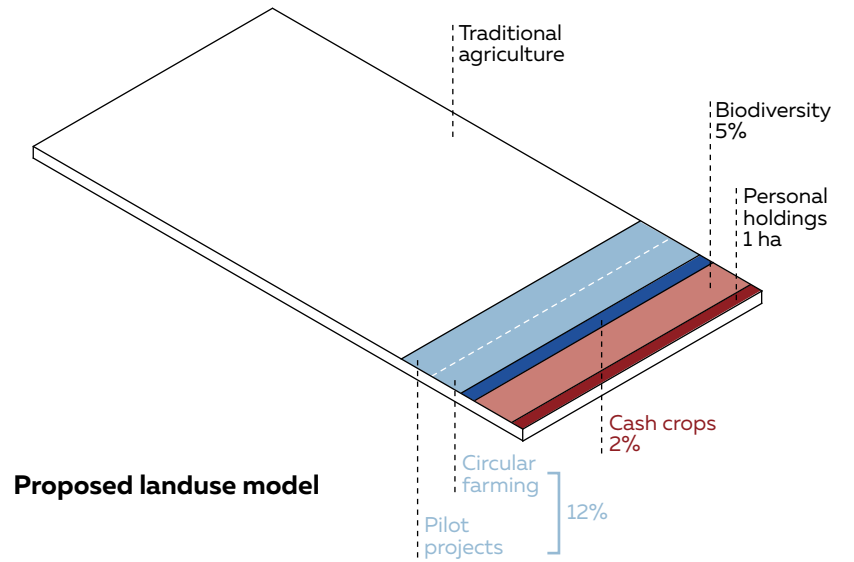 Traditional
agriculture
Biodiversity
5%
Personal
holdings
1 ha
Cash crops
2%
Circular
farming
12%
Pilot
projects
Proposed landuse model